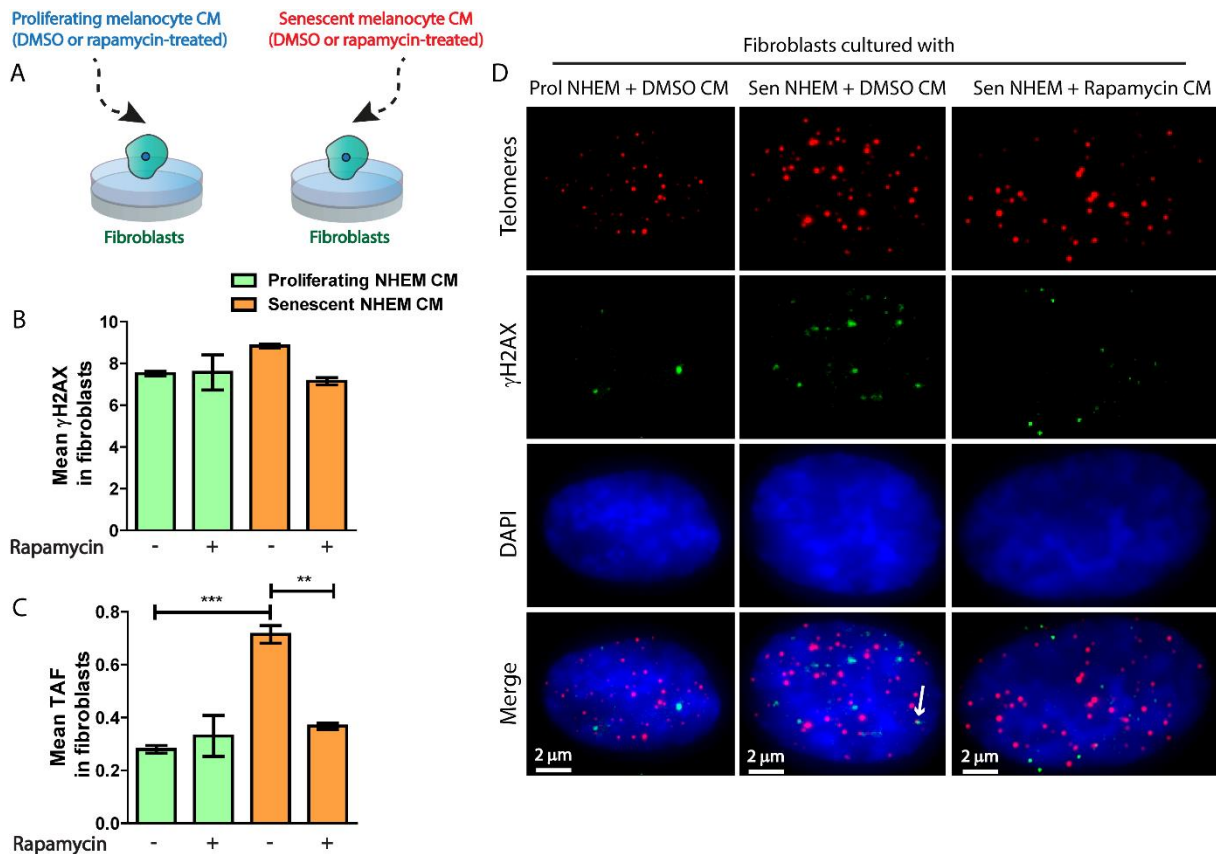 Proliferating melanocyte CM
(DMSO or rapamycin-treated)
Senescent melanocyte CM
(DMSO or rapamycin-treated)
A
Fibroblasts
Fibroblasts
Proliferating NHEM CM
Senescent NHEM CM
B
Mean γH2AX
in fibroblasts
10
8
6
4
2
0
Rapamycin - + - +
C
Mean TAF
in fibroblasts
0.8
0.6
0.4
0.2
0.0
***
**
Rapamycin - + - +
D
Fibroblasts cultured with
Prol NHEM + DMSO CM
Sen NHEM + DMSO CM
Sen NHEM + Rapamycin CM
Telomeres
γH2AX
DAPI
Merge
2 μm
2 μm
2 μm